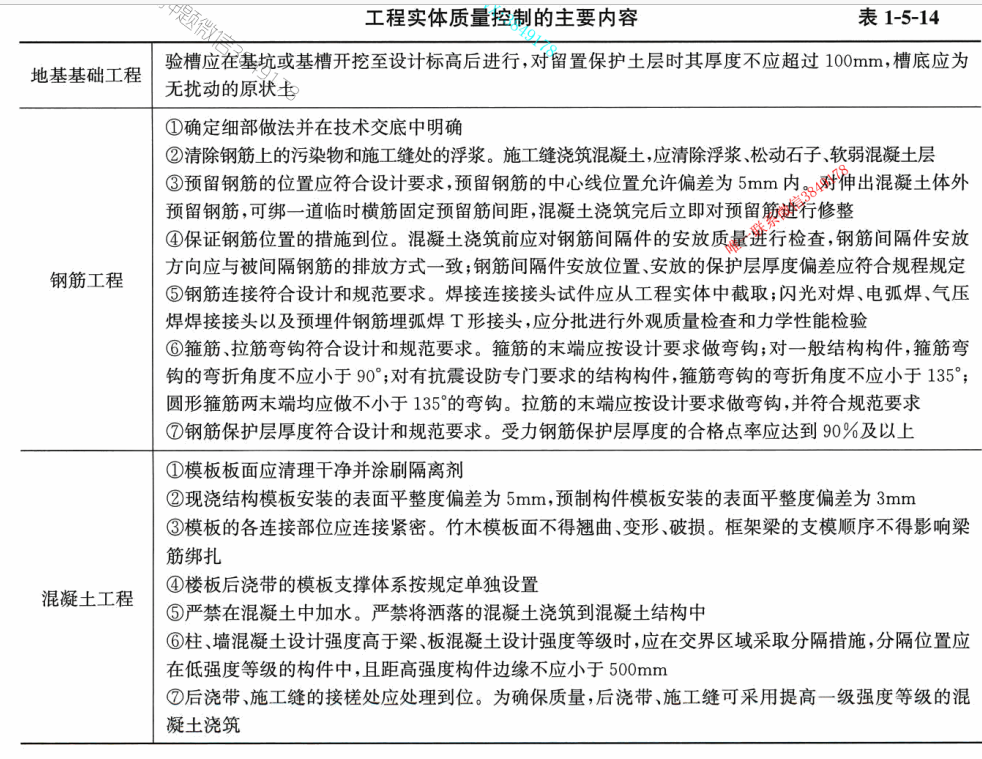 工程实体质量控制的主要内容
表 1-5-14
地基基础工程
验槽应在基坑或基槽开挖至设计标高后进行,对留置保护土层时其厚度不应超过 100mm,槽底应为
无扰动的原状土
钢筋工程
①确定细部做法并在技术交底中明确
②清除钢筋上的污染物和施工缝处的浮浆。施工缝浇筑混凝土,应清除浮浆、松动石子、软弱混凝土层
③预留钢筋的位置应符合设计要求,预留钢筋的中心线位置允许偏差为 5mm 内。对伸出混凝土体外
预留钢筋,可绑一道临时横筋固定预留筋间距,混凝土浇筑完后立即对预留筋进行修整
④保证钢筋位置的措施到位。混凝土浇筑前应对钢筋间隔件的安放质量进行检查,钢筋间隔件安放
方向应与被间隔钢筋的排放方式一致;钢筋间隔件安放位置、安放的保护层厚度偏差应符合规程规定
⑤钢筋连接符合设计和规范要求。焊接连接接头试件应从工程实体中截取;闪光对焊、电弧焊、气压
焊焊接接头以及预埋件钢筋埋弧焊 T 形接头,应分批进行外观质量检查和力学性能检验
⑥箍筋、拉筋弯钩符合设计和规范要求。箍筋的末端应按设计要求做弯钩;对一般结构构件,箍筋弯
钩的弯折角度不应小于 90°;对有抗震设防专门要求的结构构件,箍筋弯钩的弯折角度不应小于 135°;
圆形箍筋两末端均应做不小于 135°的弯钩。拉筋的末端应按设计要求做弯钩,并符合规范要求
⑦钢筋保护层厚度符合设计和规范要求。受力钢筋保护层厚度的合格点率应达到 90%及以上
混凝土工程
①模板板面应清理干净并涂刷隔离剂
②现浇结构模板安装的表面平整度偏差为 5mm,预制构件模板安装的表面平整度偏差为 3mm
③模板的各连接部位应连接紧密。竹木模板面不得翘曲、变形、破损。框架梁的支模顺序不得影响梁
筋绑扎
④楼板后浇带的模板支撑体系按规定单独设置
⑤严禁在混凝土中加水。严禁将洒落的混凝土浇筑到混凝土结构中
⑥柱、墙混凝土设计强度高于梁、板混凝土设计强度等级时,应在交界区域采取分隔措施,分隔位置应
在低强度等级的构件中,且距高强度构件边缘不应小于 500mm
⑦后浇带、施工缝的接槎处应处理到位。为确保质量,后浇带、施工缝可采用提高一级强度等级的混
凝土浇筑